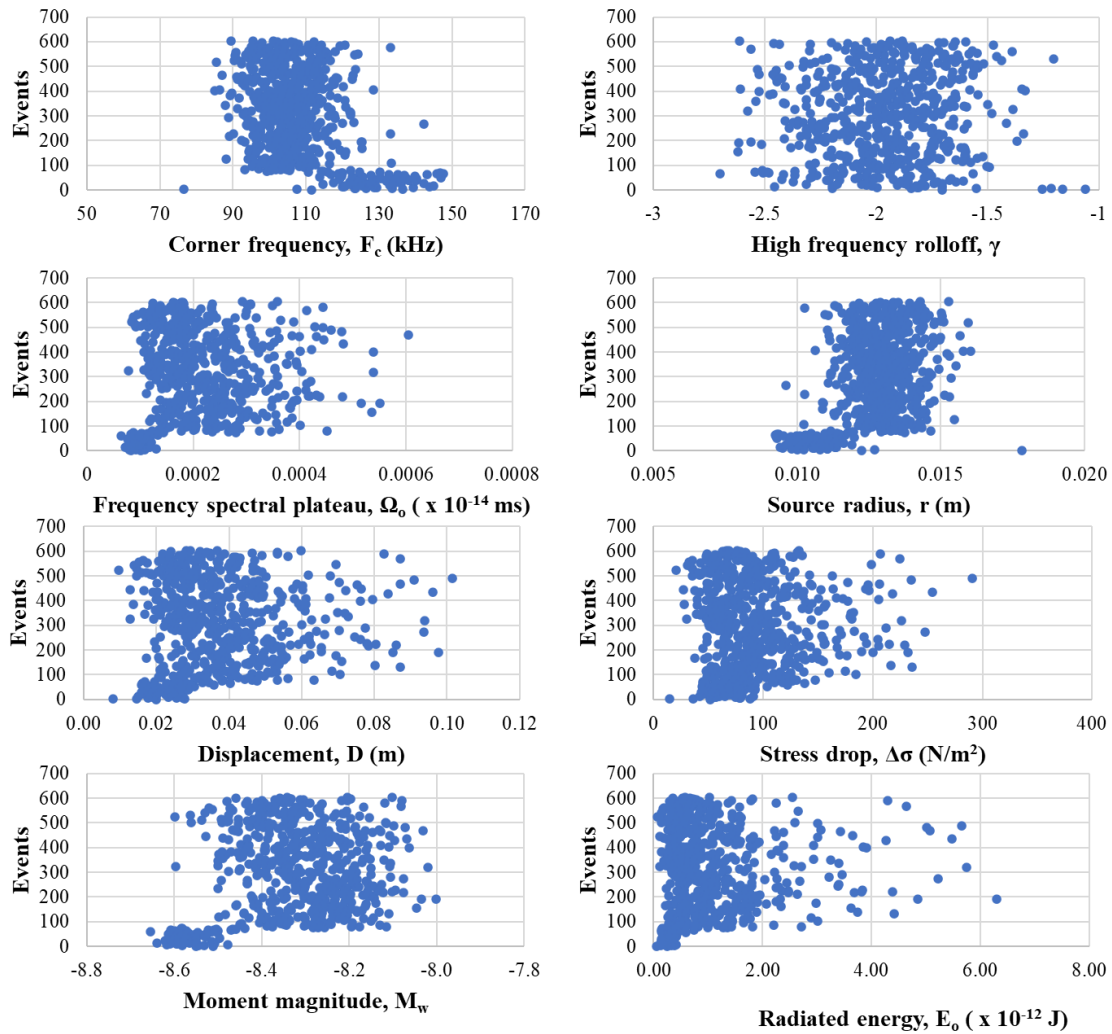 700
600
500
400
300
200
100
0
Events
50 70 90 110 130 150 170
Corner frequency, F_c (kHz)
700
600
500
400
300
200
100
0
Events
-3 -2.5 -2 -1.5 -1
High frequency rolloff, γ
700
600
500
400
300
200
100
0
Events
0 0.0002 0.0004 0.0006 0.0008
Frequency spectral plateau, Ω_o ( x 10^-14 ms)
700
600
500
400
300
200
100
0
Events
0.005 0.010 0.015 0.020
Source radius, r (m)
700
600
500
400
300
200
100
0
Events
0.00 0.02 0.04 0.06 0.08 0.10 0.12
Displacement, D (m)
700
600
500
400
300
200
100
0
Events
0 100 200 300 400
Stress drop, Δσ (N/m²)
700
600
500
400
300
200
100
0
Events
-8.8 -8.6 -8.4 -8.2 -8.0 -7.8
Moment magnitude, M_w
700
600
500
400
300
200
100
0
Events
0.00 2.00 4.00 6.00 8.00
Radiated energy, E_o ( x 10^-12 J)